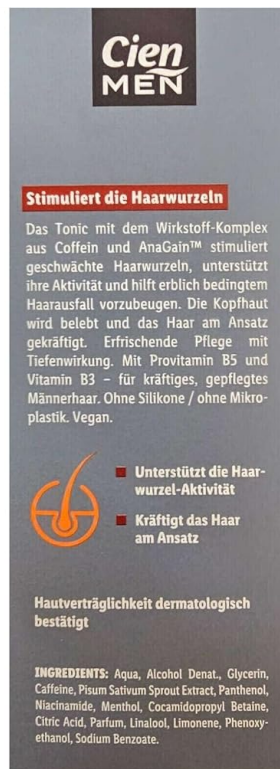 Cien
MEN
Stimuliert die Haarwurzeln
Das Tonic mit dem Wirkstoff-Komplex
aus Coffein und AnaGain™ stimuliert
geschwächte Haarwurzeln, unterstützt
ihre Aktivität und hilft erblich bedingtem
Haarausfall vorzubeugen. Die Kopfhaut
wird belebt und das Haar am Ansatz
gekräftigt. Erfrischende Pflege mit
Tiefenwirkung. Mit Provitamin B5 und
Vitamin B3 – für kräftiges, gepflegtes
Männerhaar. Ohne Silikone / ohne Mikro-
plastik. Vegan.
Unterstützt die Haar-
wurzel-Aktivität
Kräftigt das Haar
am Ansatz
Hautverträglichkeit dermatologisch
bestätigt
INGREDIENTS: Aqua, Alcohol Denat., Glycerin,
Caffeine, Pisum Sativum Sprout Extract, Panthenol,
Niacinamide, Menthol, Cocamidopropyl Betaine,
Citric Acid, Parfum, Linalool, Limonene, Phenoxy-
ethanol, Sodium Benzoate.